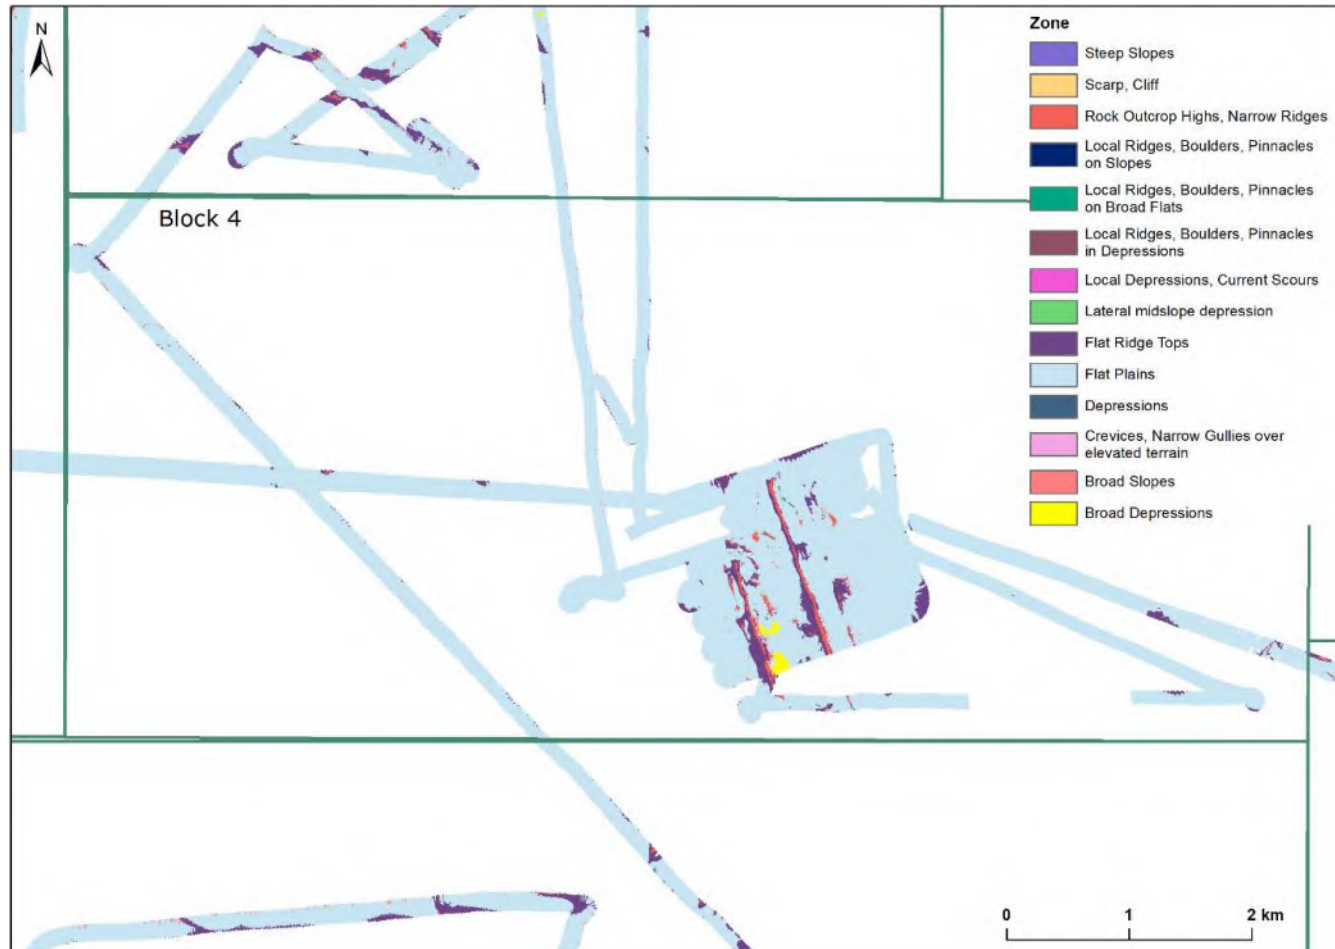 N
Block 4
Zone
Steep Slopes
Scarp, Cliff
Rock Outcrop Highs, Narrow Ridges
Local Ridges, Boulders, Pinnacles
on Slopes
Local Ridges, Boulders, Pinnacles
on Broad Flats
Local Ridges, Boulders, Pinnacles
in Depressions
Local Depressions, Current Scours
Lateral midslope depression
Flat Ridge Tops
Flat Plains
Depressions
Crevices, Narrow Gullies over
elevated terrain
Broad Slopes
Broad Depressions
0 1 2 km